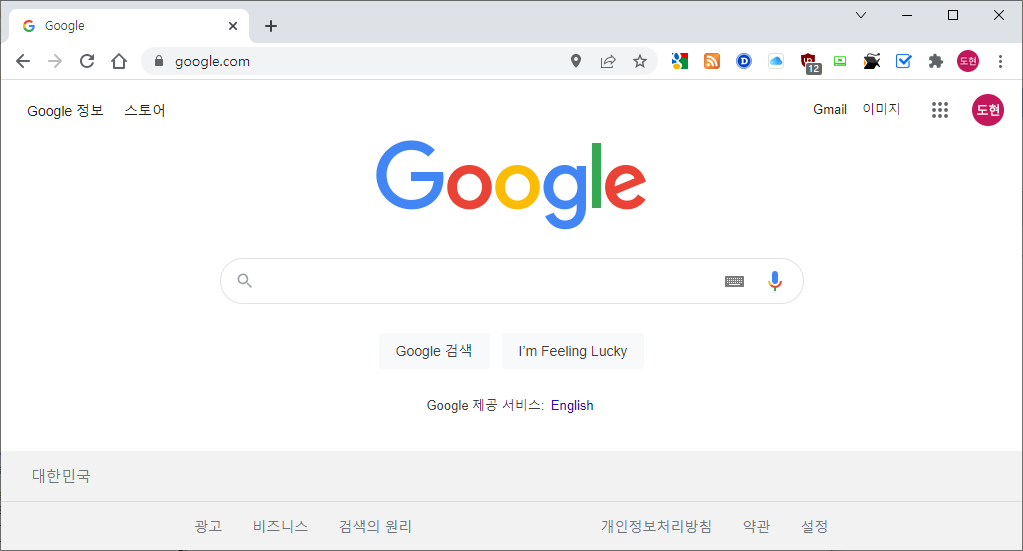 Google
google.com
12
도현
Google 정보 스토어 Gmail 이미지 도현
Google
Google 검색 I'm Feeling Lucky
Google 제공 서비스: English
대한민국
광고 비즈니스 검색의 원리 개인정보처리방침 약관 설정